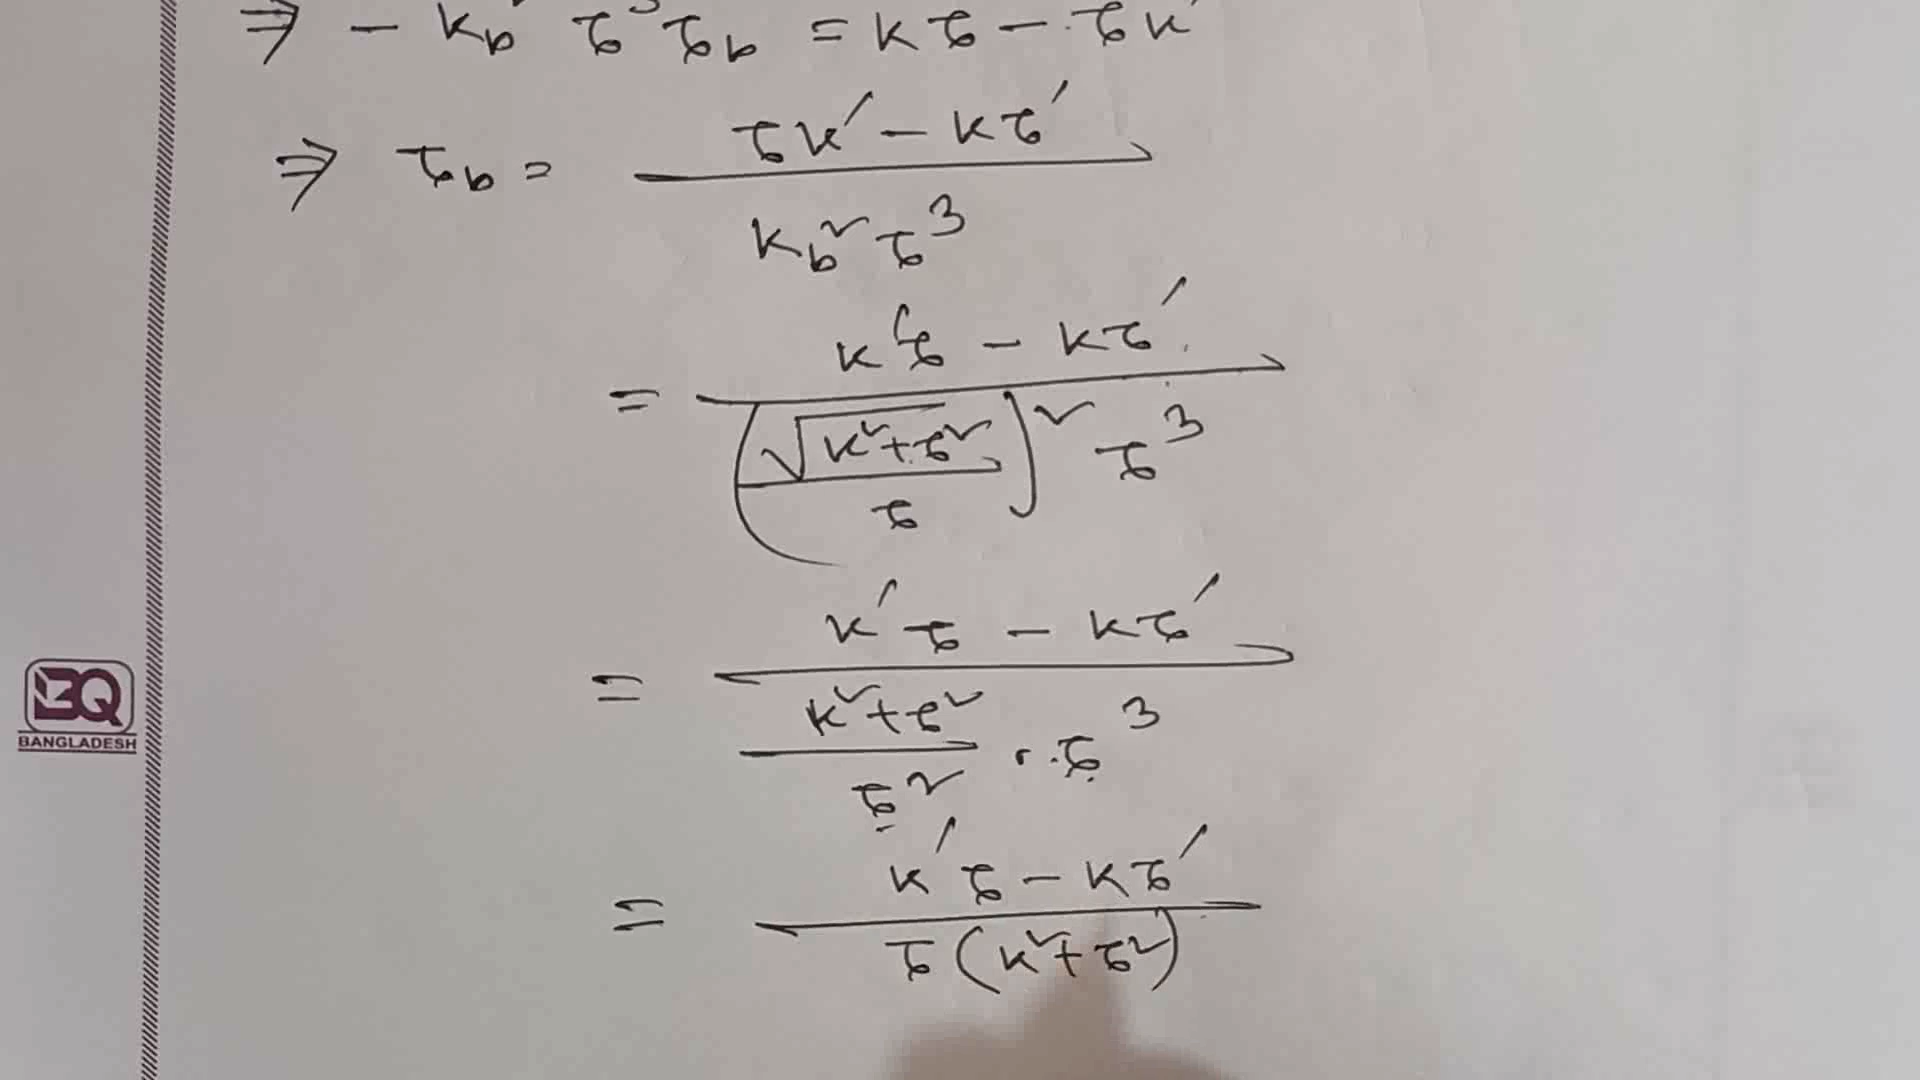 ⇒ − κ_b² τ³ τ_b = κτ − τκ'
⇒ τ_b = (τκ' − κτ') / (κ_b² τ³)
= (κ'τ − κτ') / ((√(κ²+τ²) / τ)² τ³)
= (κ'τ − κτ') / ((κ²+τ²) / τ² · τ³)
= (κ'τ − κτ') / (τ(κ²+τ²))
BQ
BANGLADESH